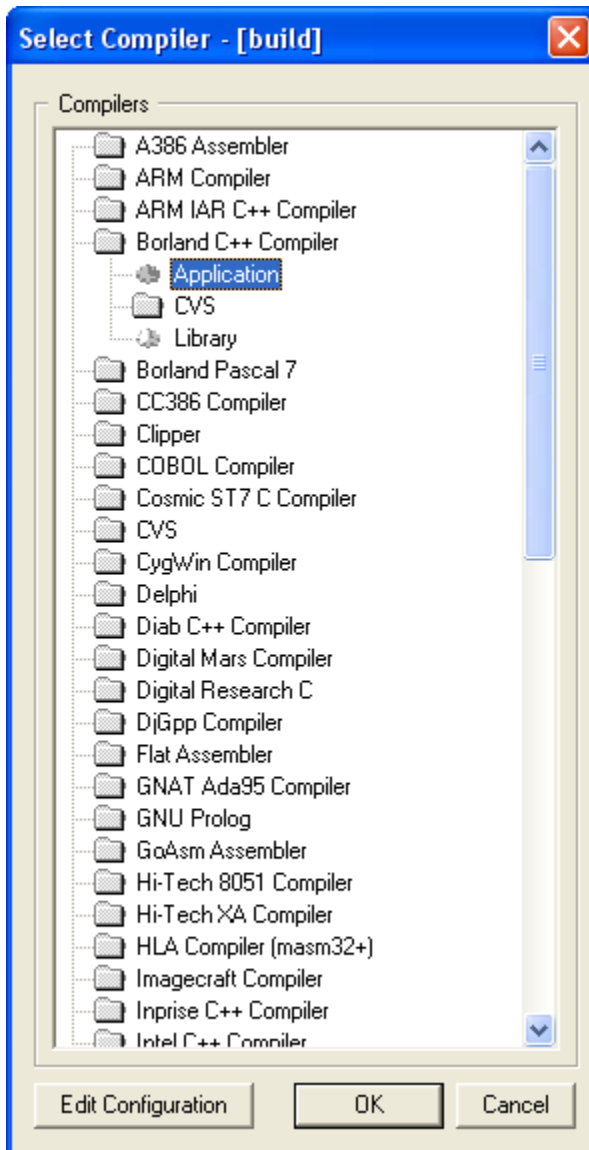 Select Compiler - [build]
Compilers
A386 Assembler
ARM Compiler
ARM IAR C++ Compiler
Borland C++ Compiler
Application
CVS
Library
Borland Pascal 7
CC386 Compiler
Clipper
COBOL Compiler
Cosmic ST7 C Compiler
CVS
CygWin Compiler
Delphi
Diab C++ Compiler
Digital Mars Compiler
Digital Research C
DjGpp Compiler
Flat Assembler
GNAT Ada95 Compiler
GNU Prolog
GoAsm Assembler
Hi-Tech 8051 Compiler
Hi-Tech XA Compiler
HLA Compiler (masm32+)
Imagecraft Compiler
Inprise C++ Compiler
Intel C++ Compiler
Edit Configuration OK Cancel